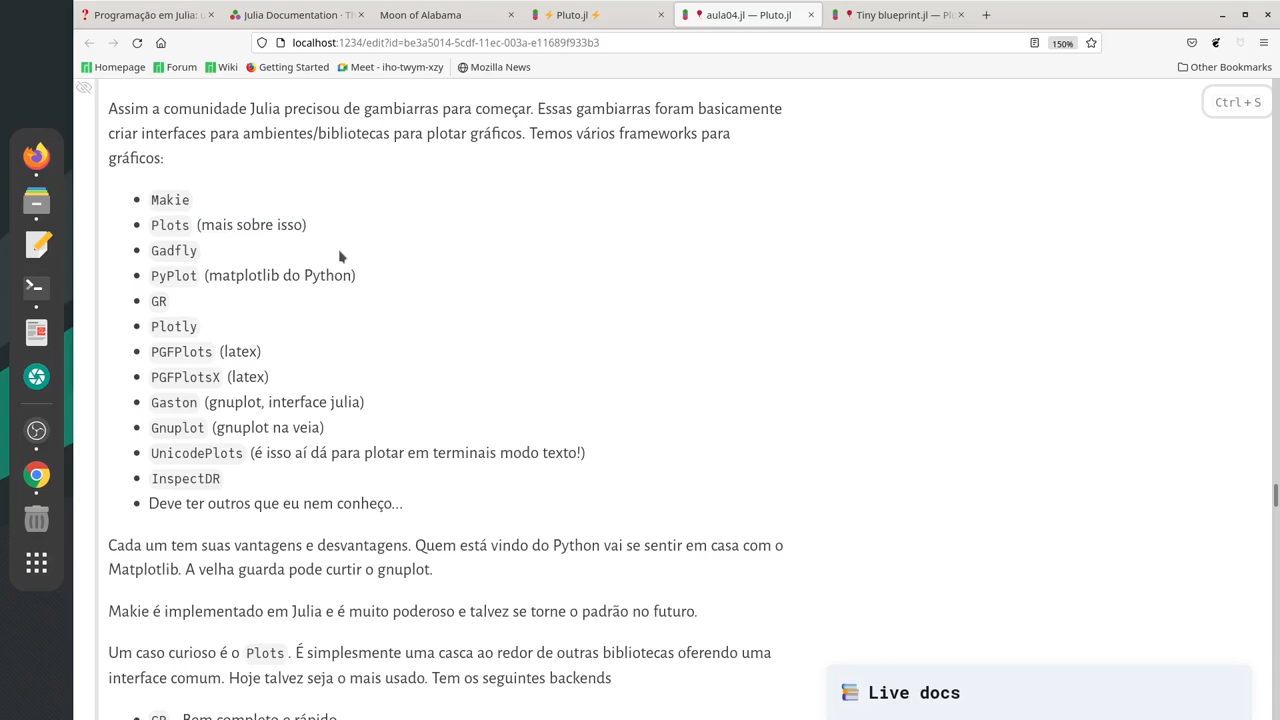 Programação em Julia: u
Julia Documentation · Th
Moon of Alabama
⚡ Pluto.jl ⚡
📍 aula04.jl — Pluto.jl
📍 Tiny blueprint.jl — Plu
localhost:1234/edit?id=be3a5014-5cdf-11ec-003a-e11689f933b3
150%
Homepage
Forum
Wiki
Getting Started
Meet - iho-twym-xzy
Mozilla News
Other Bookmarks
Ctrl + S
Assim a comunidade Julia precisou de gambiarras para começar. Essas gambiarras foram basicamente
criar interfaces para ambientes/bibliotecas para plotar gráficos. Temos vários frameworks para
gráficos:
• Makie
• Plots (mais sobre isso)
• Gadfly
• PyPlot (matplotlib do Python)
• GR
• Plotly
• PGFPlots (latex)
• PGFPlotsX (latex)
• Gaston (gnuplot, interface julia)
• Gnuplot (gnuplot na veia)
• UnicodePlots (é isso aí dá para plotar em terminais modo texto!)
• InspectDR
• Deve ter outros que eu nem conheço...
Cada um tem suas vantagens e desvantagens. Quem está vindo do Python vai se sentir em casa com o
Matplotlib. A velha guarda pode curtir o gnuplot.
Makie é implementado em Julia e é muito poderoso e talvez se torne o padrão no futuro.
Um caso curioso é o Plots. É simplesmente uma casca ao redor de outras bibliotecas oferendo uma
interface comum. Hoje talvez seja o mais usado. Tem os seguintes backends
• GR Bem completo e rápido
Live docs